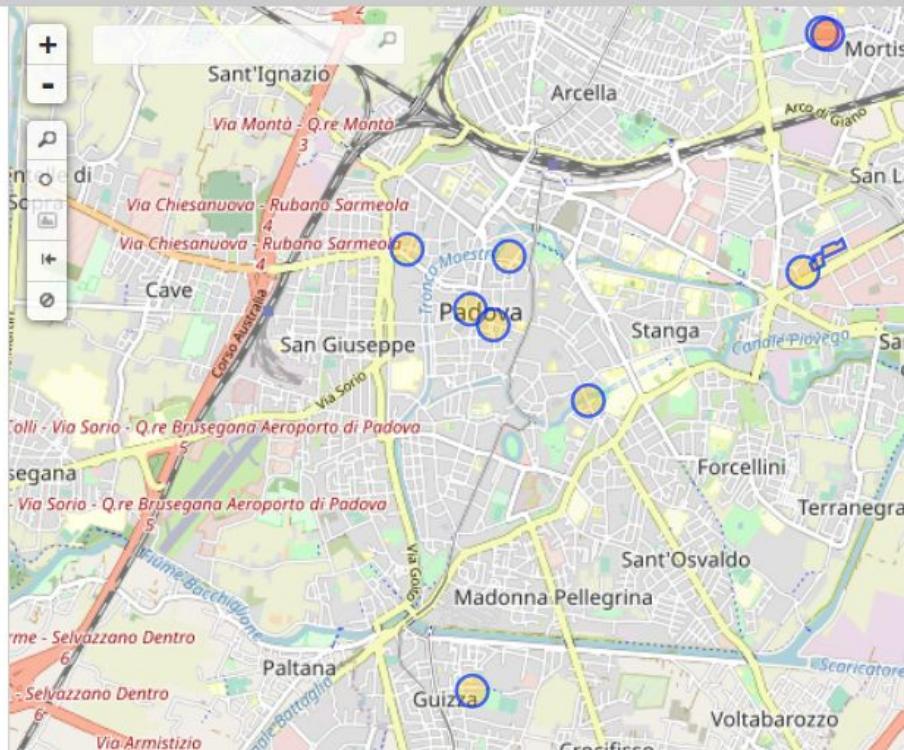 +
-
Sant'Ignazio
Arcella
Mortis
Arco di Giano
Via Montà - Q.re Montà
3
San L
di
Sopra
Via Chiesanuova - Rubano Sarmeola
4
Via Chiesanuova - Rubano Sarmeola
4
Tronco Maestro
Cave
Padova
Corso Australia
San Giuseppe
Stanga
Canale Piovego
Sa
Via Sorio
Colli - Via Sorio - Q.re Brusegana Aeroporto di Padova
5
segana
Forcellini
- Via Sorio - Q.re Brusegana Aeroporto di Padova
5
Terranegra
Fiume Bacchiglione
Via Goito
Sant'Osvaldo
Madonna Pellegrina
rme - Selvazzano Dentro
6
Paltana
Scaricatore
- Selvazzano Dentro
6
Guizza
nale Battaglia
Voltabarozzo
Via Armistizio
Crocifisso